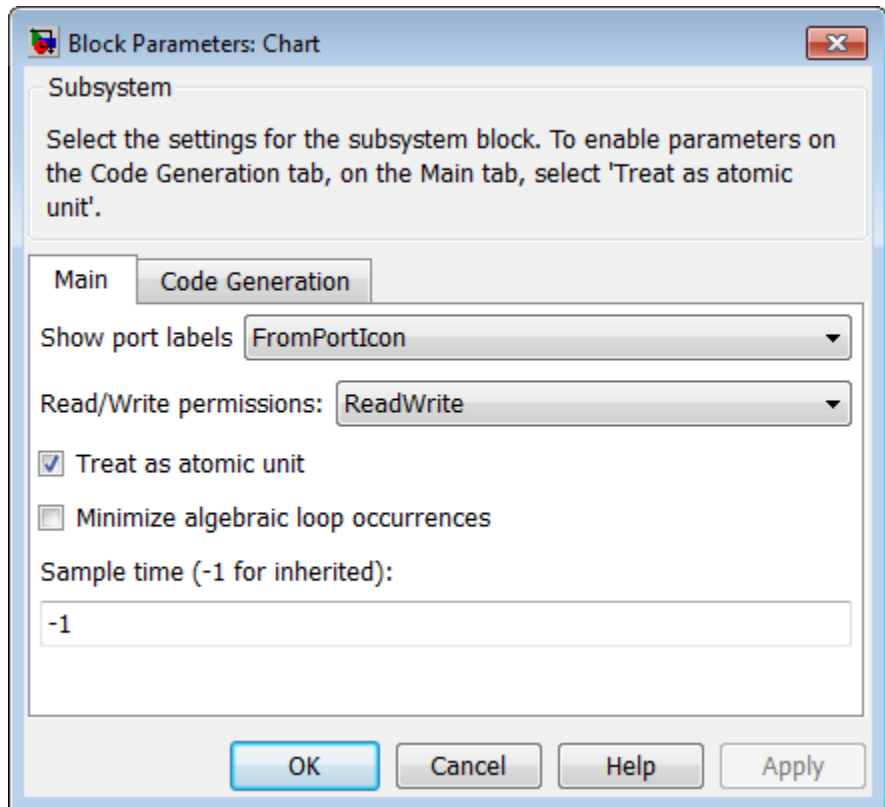 Block Parameters: Chart
Subsystem
Select the settings for the subsystem block. To enable parameters on
the Code Generation tab, on the Main tab, select 'Treat as atomic
unit'.
Main Code Generation
Show port labels FromPortIcon
Read/Write permissions: ReadWrite
Treat as atomic unit
Minimize algebraic loop occurrences
Sample time (-1 for inherited):
-1
OK Cancel Help Apply